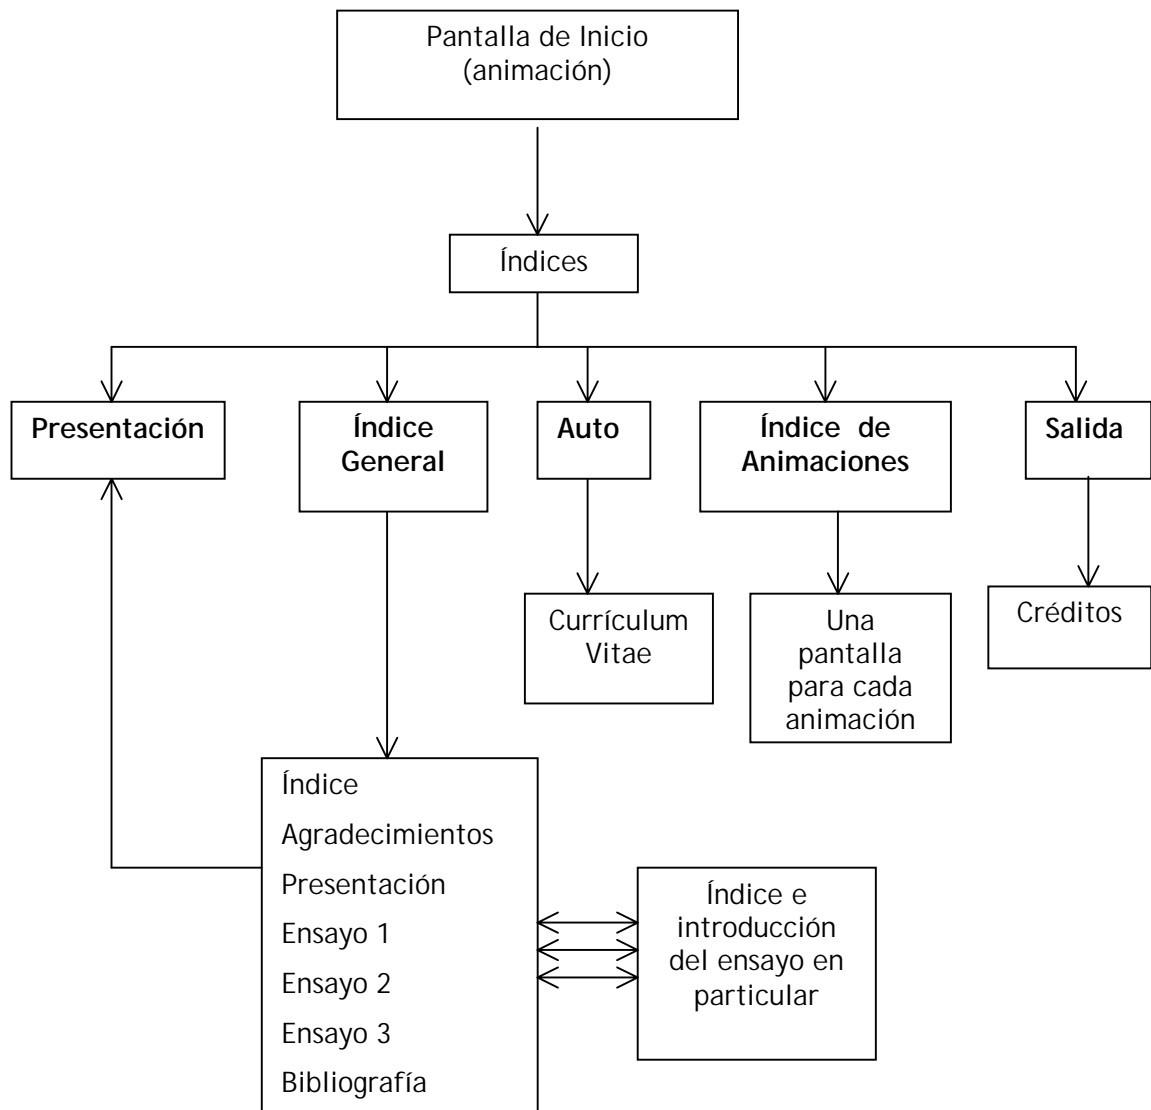 Pantalla de Inicio
(animación)
Índices
Presentación
Índice
General
Auto
Índice de
Animaciones
Salida
Currículum
Vitae
Una
pantalla
para cada
animación
Créditos
Índice
Agradecimientos
Presentación
Ensayo 1
Ensayo 2
Ensayo 3
Bibliografía
Índice e
introducción
del ensayo en
particular